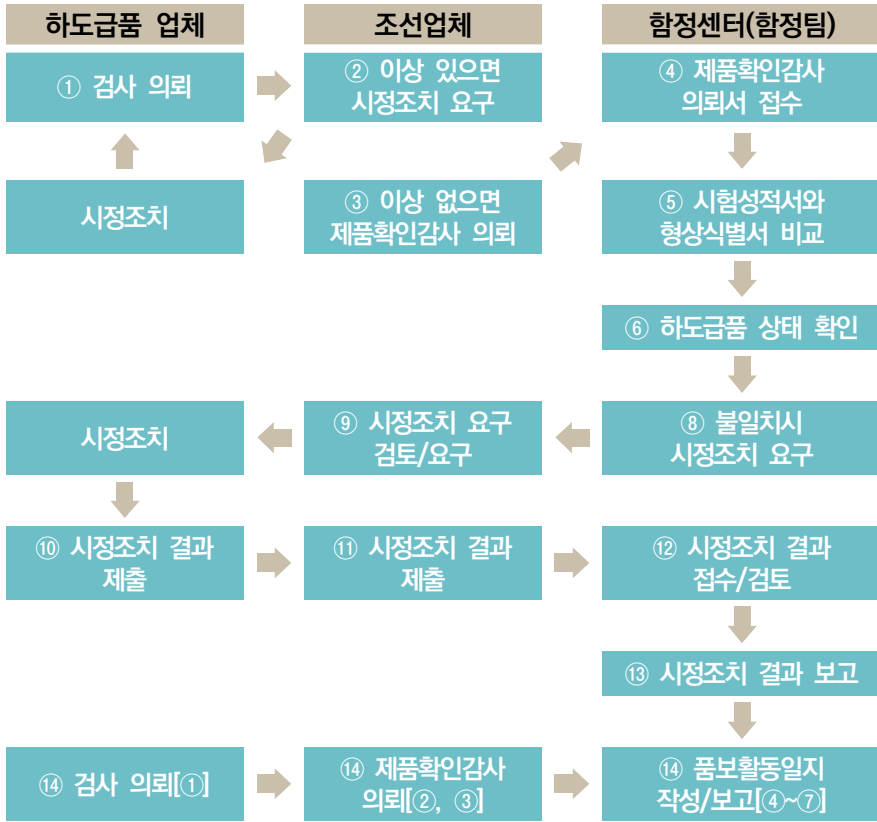 하도급품 업체
조선업체
함정센터(함정팀)
① 검사 의뢰
② 이상 있으면
시정조치 요구
④ 제품확인감사
의뢰서 접수
시정조치
③ 이상 없으면
제품확인감사 의뢰
⑤ 시험성적서와
형상식별서 비교
⑥ 하도급품 상태 확인
시정조치
⑨ 시정조치 요구
검토/요구
⑧ 불일치시
시정조치 요구
⑩ 시정조치 결과
제출
⑪ 시정조치 결과
제출
⑫ 시정조치 결과
접수/검토
⑬ 시정조치 결과 보고
⑭ 검사 의뢰[①]
⑭ 제품확인감사
의뢰[②, ③]
⑭ 품보활동일지
작성/보고[④~⑦]